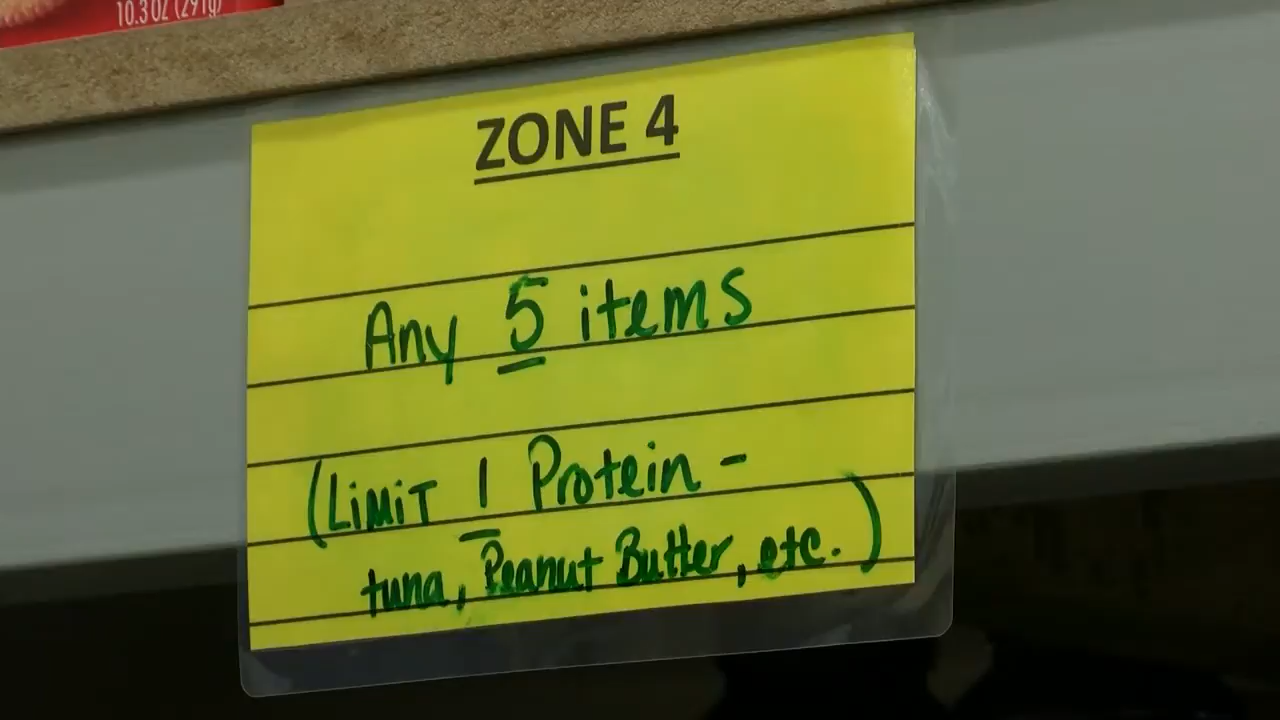 10.3 OZ (291g)
ZONE 4
Any 5 items
(LiMiT 1 Protein -
tuna, Peanut Butter, etc.)